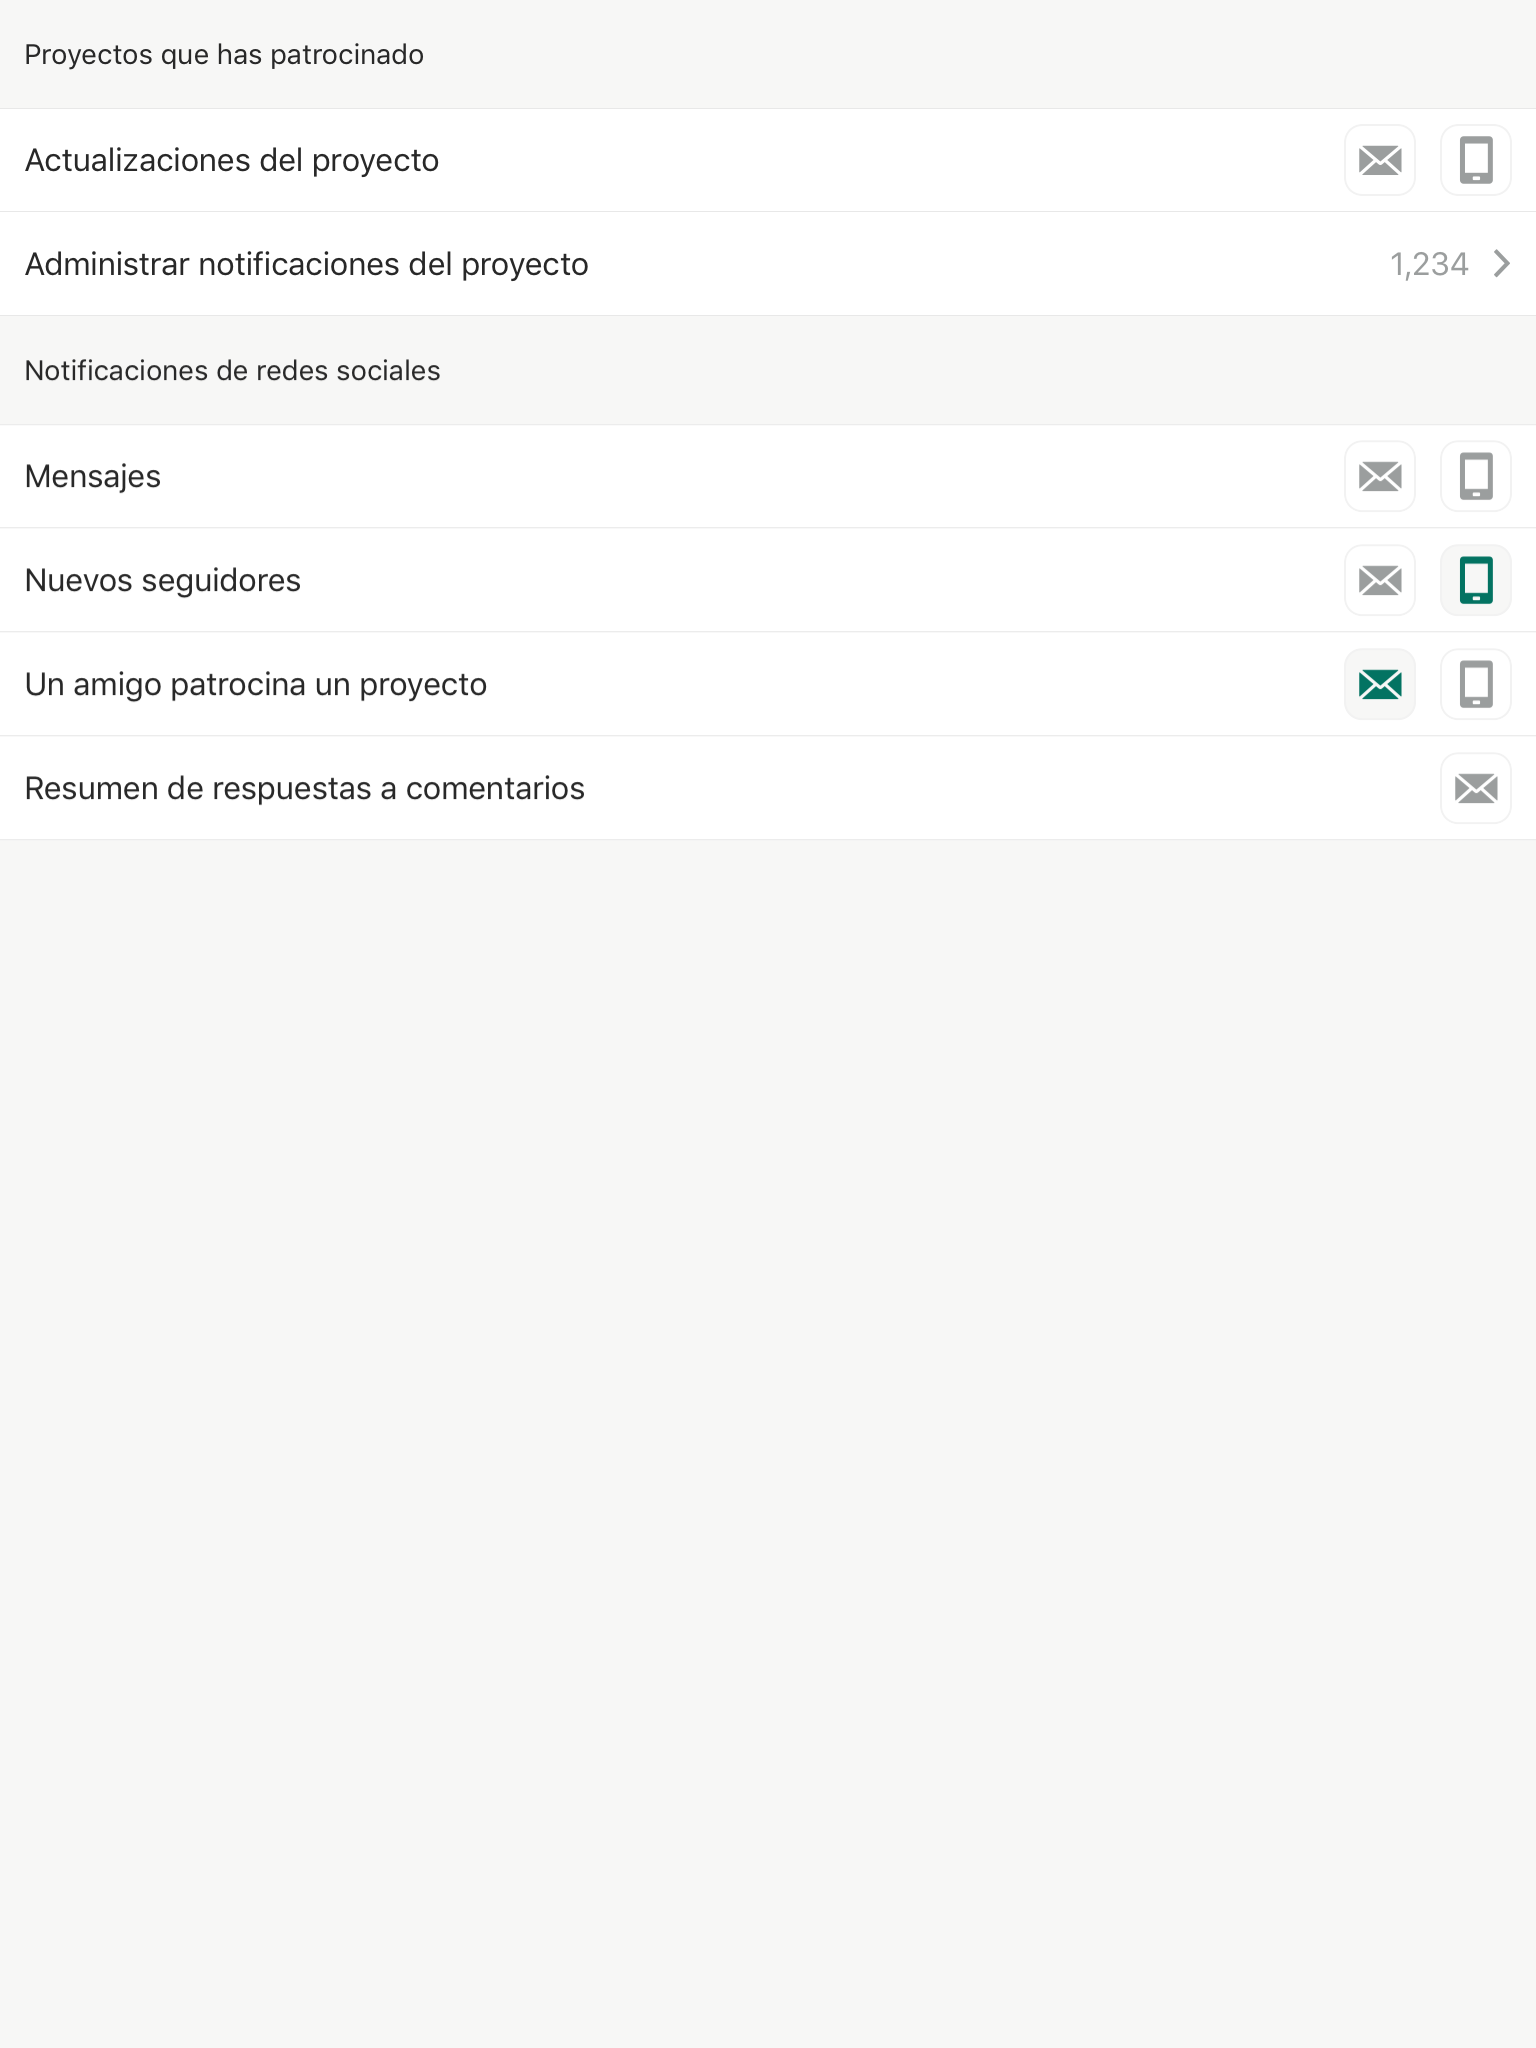 Proyectos que has patrocinado
Actualizaciones del proyecto
Administrar notificaciones del proyecto 1,234
Notificaciones de redes sociales
Mensajes
Nuevos seguidores
Un amigo patrocina un proyecto
Resumen de respuestas a comentarios